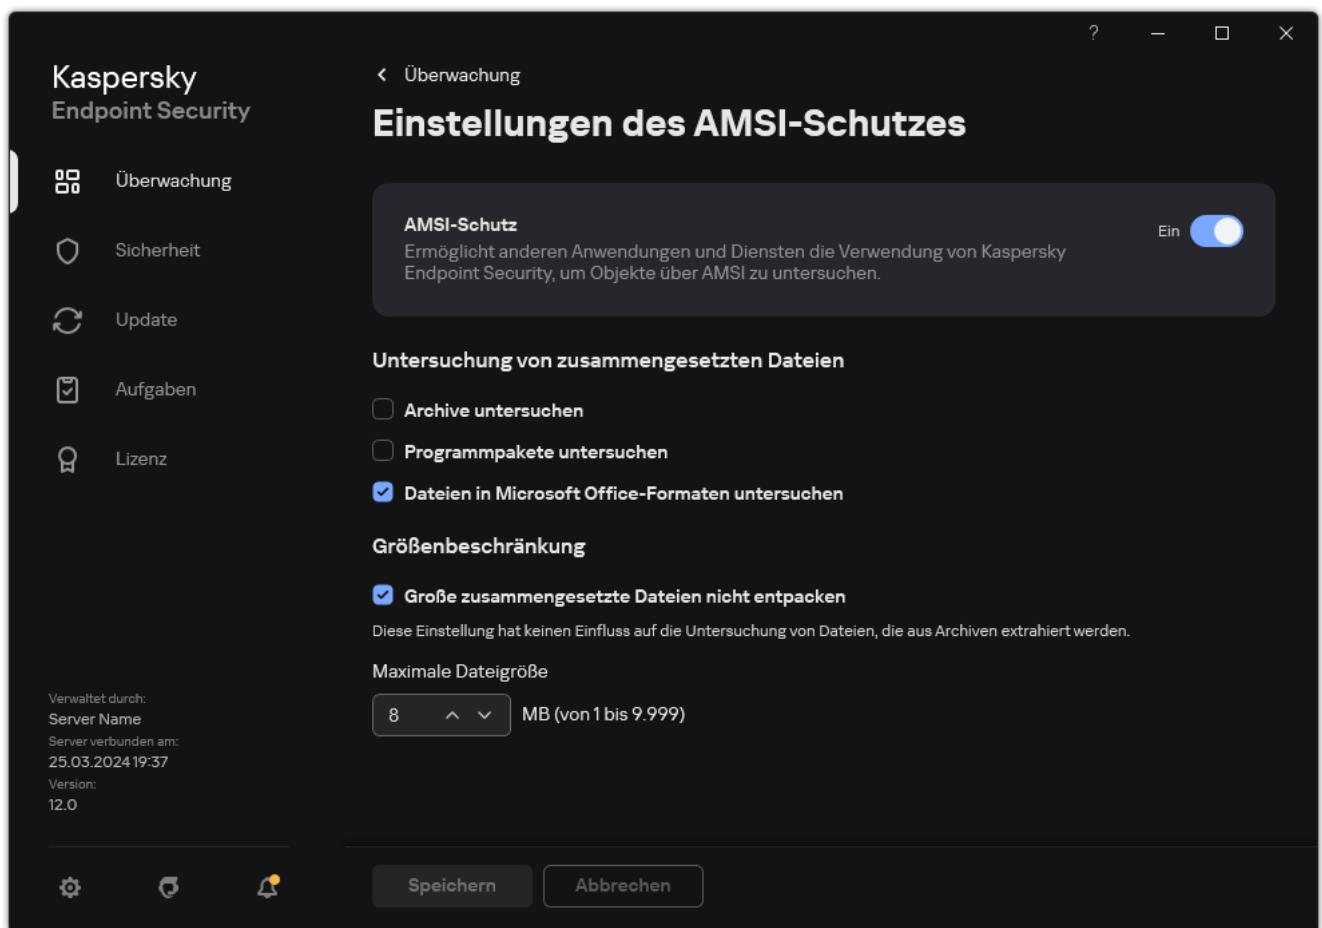 ?
Kaspersky
Endpoint Security
Überwachung
Sicherheit
Update
Aufgaben
Lizenz
Verwaltet durch:
Server Name
Server verbunden am:
25.03.2024 19:37
Version:
12.0
Überwachung
Einstellungen des AMSI-Schutzes
AMSI-Schutz
Ermöglicht anderen Anwendungen und Diensten die Verwendung von Kaspersky
Endpoint Security, um Objekte über AMSI zu untersuchen.
Ein
Untersuchung von zusammengesetzten Dateien
Archive untersuchen
Programmpakete untersuchen
Dateien in Microsoft Office-Formaten untersuchen
Größenbeschränkung
Große zusammengesetzte Dateien nicht entpacken
Diese Einstellung hat keinen Einfluss auf die Untersuchung von Dateien, die aus Archiven extrahiert werden.
Maximale Dateigröße
8 MB (von 1 bis 9.999)
Speichern
Abbrechen